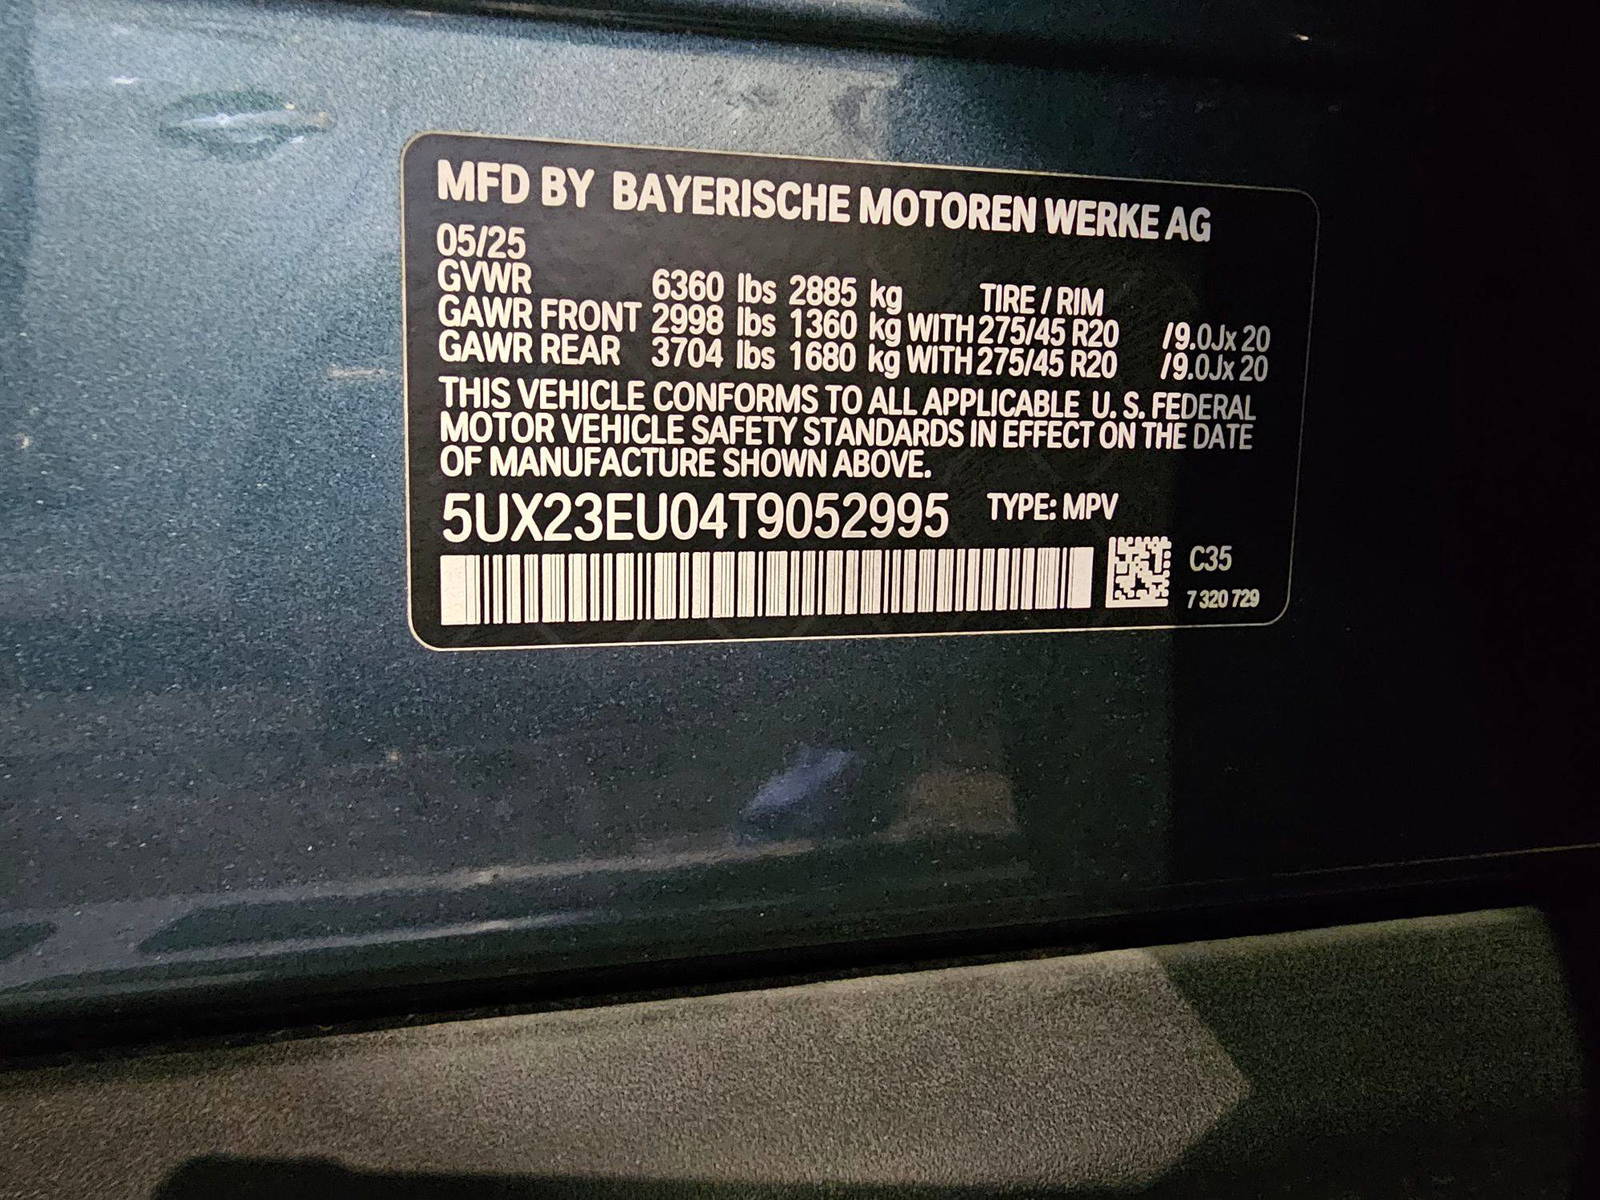 MFD BY BAYERISCHE MOTOREN WERKE AG
05/25
GVWR 6360 lbs 2885 kg TIRE / RIM
GAWR FRONT 2998 lbs 1360 kg WITH 275/45 R20 /9.0Jx 20
GAWR REAR 3704 lbs 1680 kg WITH 275/45 R20 /9.0Jx 20
THIS VEHICLE CONFORMS TO ALL APPLICABLE U. S. FEDERAL
MOTOR VEHICLE SAFETY STANDARDS IN EFFECT ON THE DATE
OF MANUFACTURE SHOWN ABOVE.
5UX23EU04T9052995 TYPE: MPV
C35
7 320 729